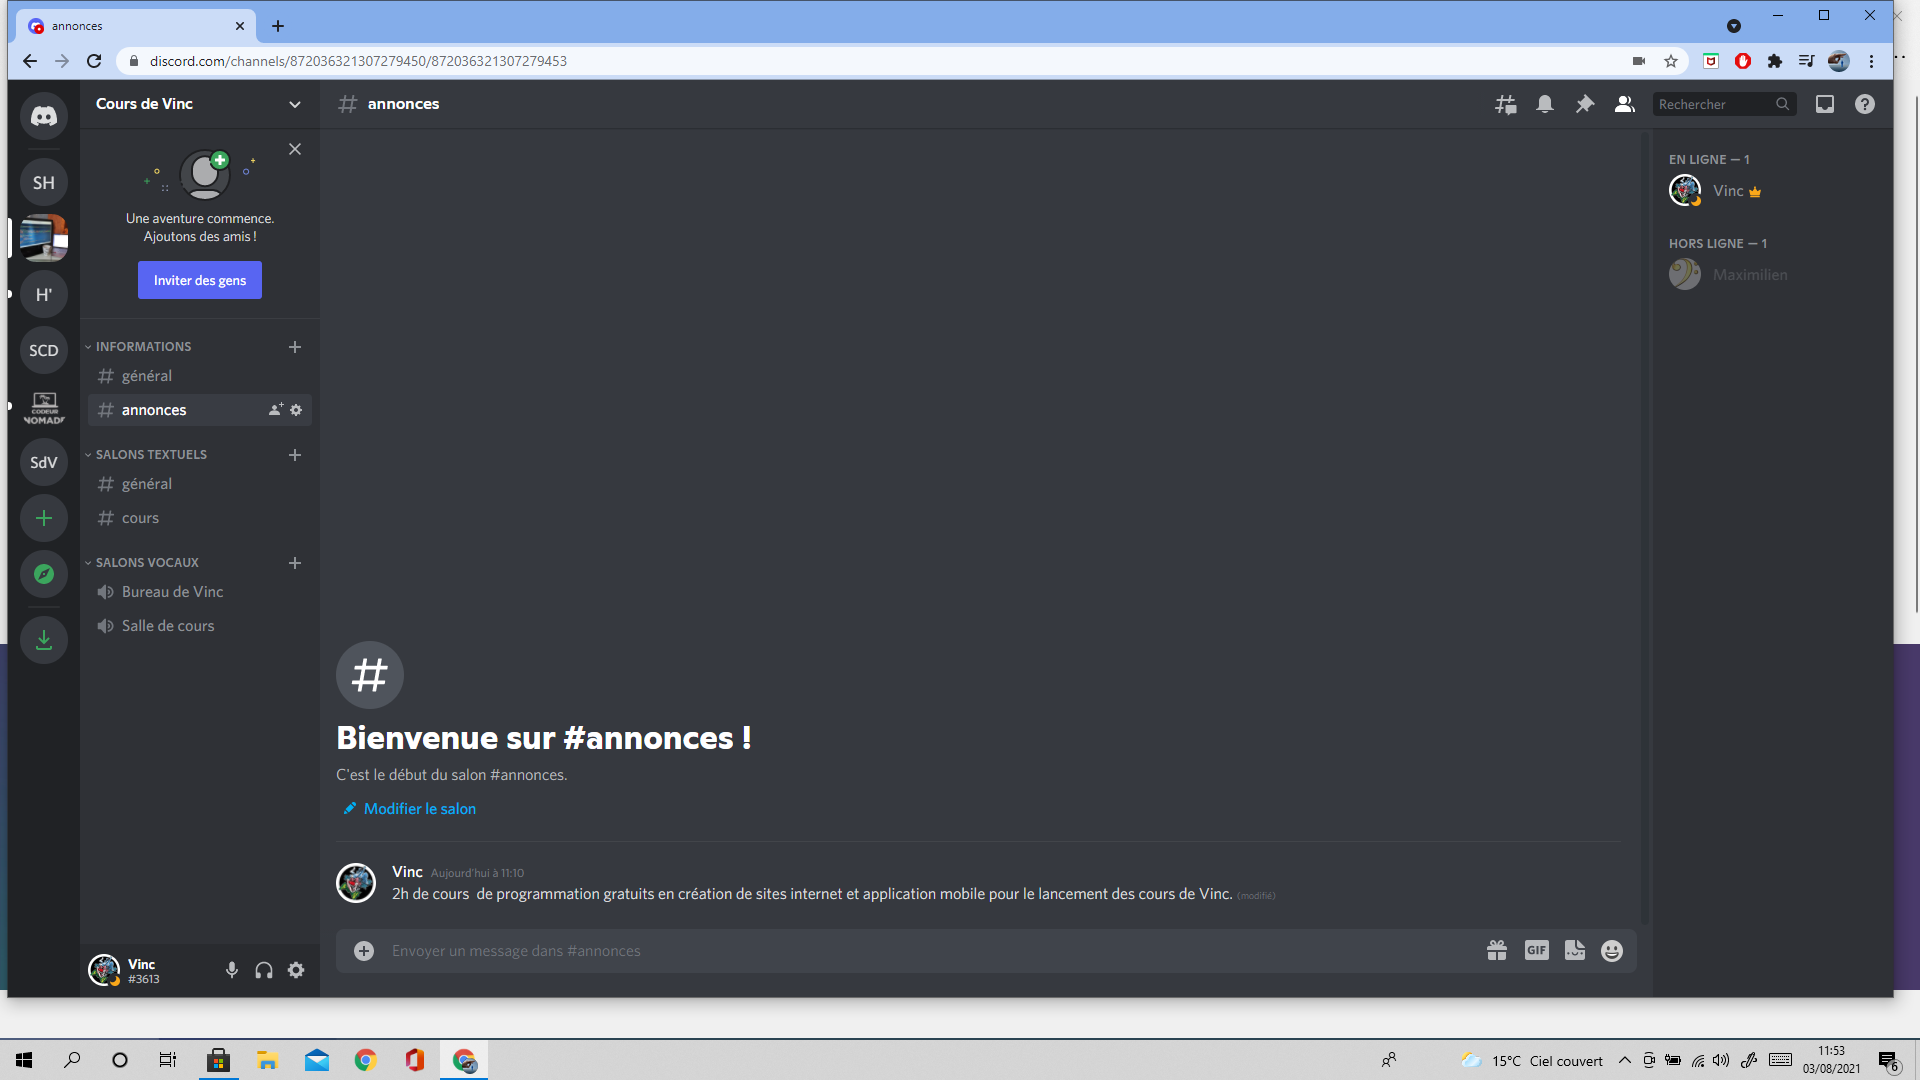 annonces
discord.com/channels/872036321307279450/872036321307279453
Cours de Vinc
annonces
Rechercher
Une aventure commence.
Ajoutons des amis !
Inviter des gens
SH
H'
SCD
CODEUR
NOMADE
SdV
INFORMATIONS
# général
# annonces
SALONS TEXTUELS
# général
# cours
SALONS VOCAUX
Bureau de Vinc
Salle de cours
Vinc
#3613
#
Bienvenue sur #annonces !
C'est le début du salon #annonces.
Modifier le salon
Vinc Aujourd'hui à 11:10
2h de cours  de programmation gratuits en création de sites internet et application mobile pour le lancement des cours de Vinc. (modifié)
Envoyer un message dans #annonces
GIF
EN LIGNE — 1
Vinc
HORS LIGNE — 1
Maximilien
15°C Ciel couvert
11:53
03/08/2021
6